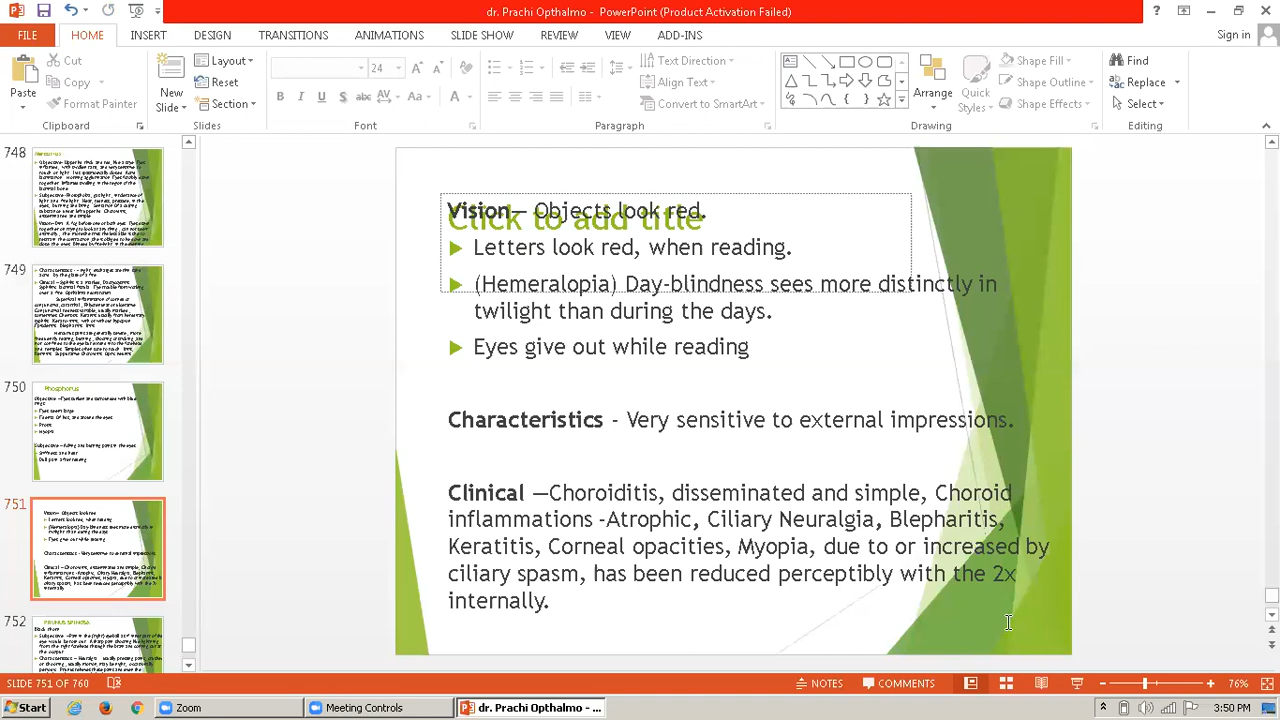 dr. Prachi Opthalmo - PowerPoint (Product Activation Failed)
FILE HOME INSERT DESIGN TRANSITIONS ANIMATIONS SLIDE SHOW REVIEW VIEW ADD-INS Sign in
Paste
Cut
Copy
Format Painter
Clipboard
New Slide
Layout
Reset
Section
Slides
24
B I U S abc AV Aa A
Font
Text Direction
Align Text
Convert to SmartArt
Paragraph
Arrange
Quick Styles
Shape Fill
Shape Outline
Shape Effects
Drawing
Find
Replace
Select
Editing
748
749
750
Phosphorus
751
752
PRUNUS SPINOSA
Click to add title
Vision— Objects look red.
Letters look red, when reading.
(Hemeralopia) Day-blindness sees more distinctly in
twilight than during the days.
Eyes give out while reading
Characteristics - Very sensitive to external impressions.
Clinical —Choroiditis, disseminated and simple, Choroid
inflammations -Atrophic, Ciliary Neuralgia, Blepharitis,
Keratitis, Corneal opacities, Myopia, due to or increased by
ciliary spasm, has been reduced perceptibly with the 2x
internally.
SLIDE 751 OF 760 NOTES COMMENTS 76%
Start Zoom Meeting Controls dr. Prachi Opthalmo - ... 3:50 PM